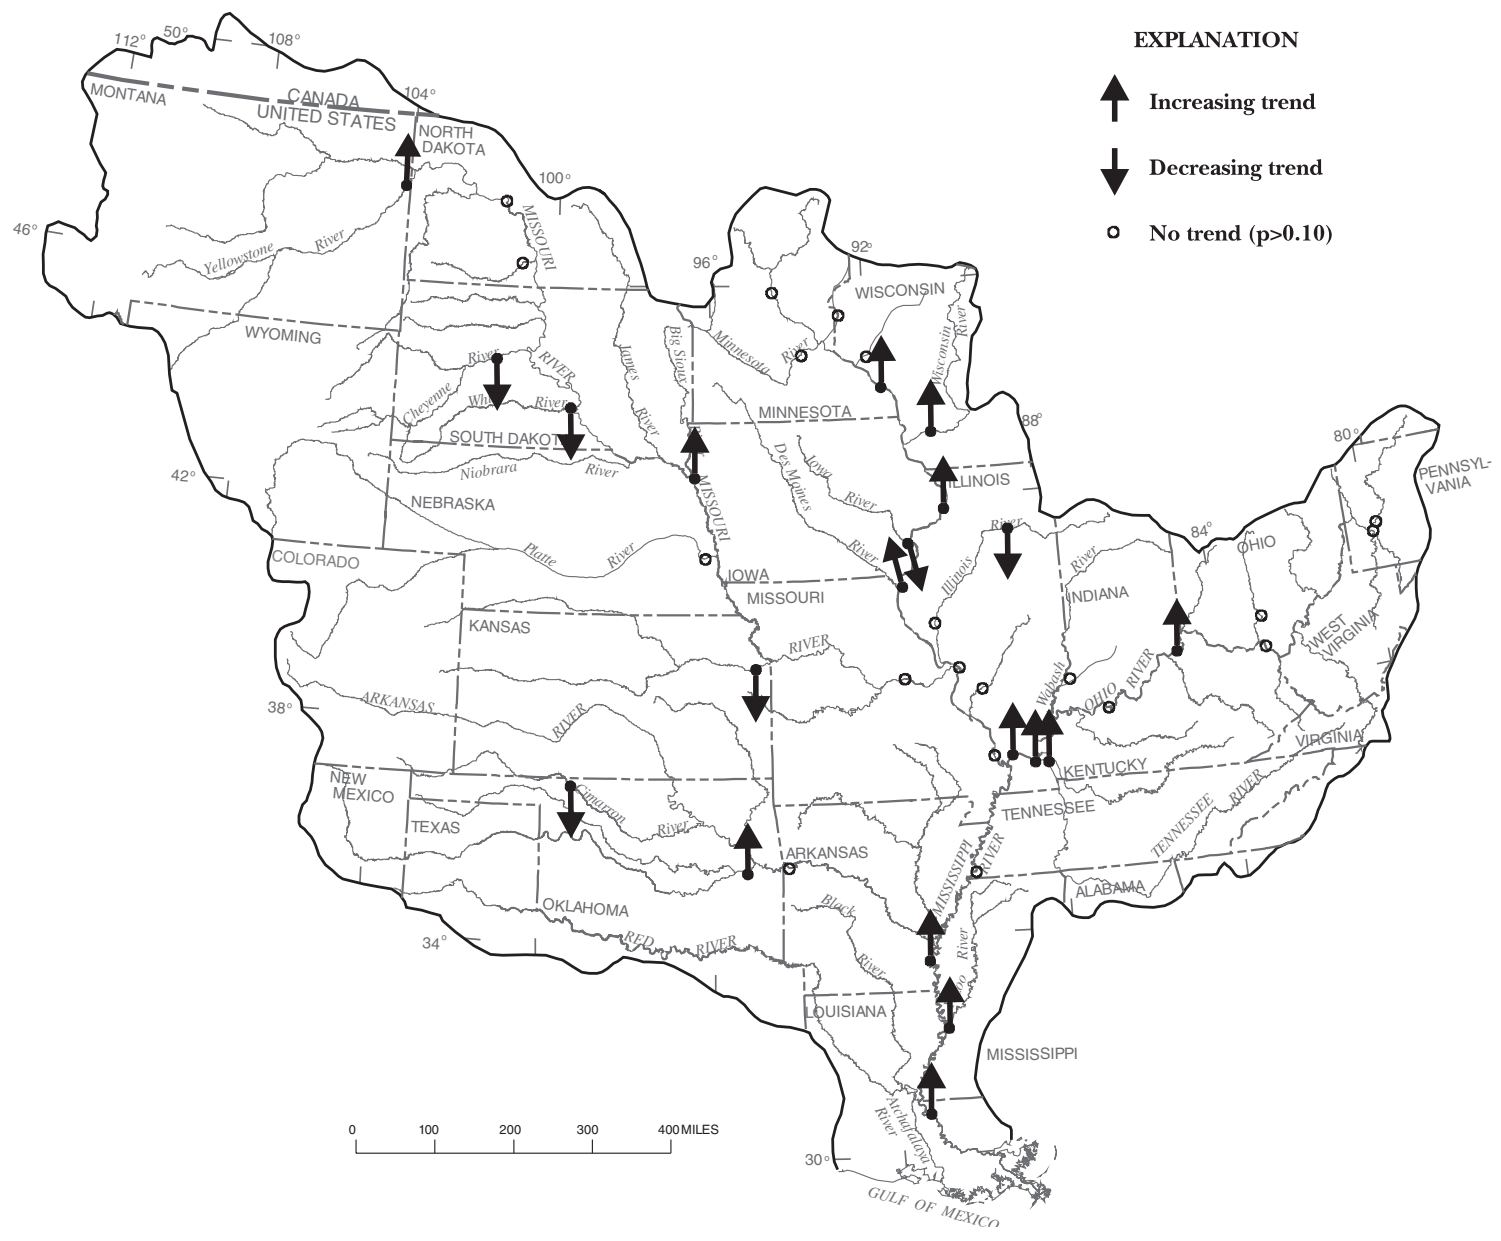 EXPLANATION
Increasing trend
Decreasing trend
No trend (p>0.10)
112°
50°
108°
104°
100°
96°
92°
88°
84°
80°
46°
42°
38°
34°
30°
MONTANA
CANADA
UNITED STATES
NORTH
DAKOTA
MISSOURI
Yellowstone
River
WYOMING
WISCONSIN
Wisconsin
River
Minnesota
River
Big Sioux
James
River
River
RIVER
Cheyenne
River
SOUTH DAKOT
MINNESOTA
Niobrara
River
NEBRASKA
MISSOURI
Des Moines
River
Iowa
River
ILLINOIS
River
Illinois
PENNSYL-
VANIA
OHIO
COLORADO
Platte
River
IOWA
MISSOURI
River
INDIANA
WEST
VIRGINIA
KANSAS
RIVER
Wabash
OHIO
RIVER
ARKANSAS
RIVER
VIRGINIA
KENTUCKY
NEW
MEXICO
Cimarron
River
TEXAS
TENNESSEE
TENNESSEE
RIVER
ARKANSAS
MISSISSIPPI
RIVER
ALABAMA
OKLAHOMA
Black
River
RED
RIVER
River
LOUISIANA
MISSISSIPPI
Atchafalaya
River
0
100
200
300
400 MILES
GULF OF MEXICO